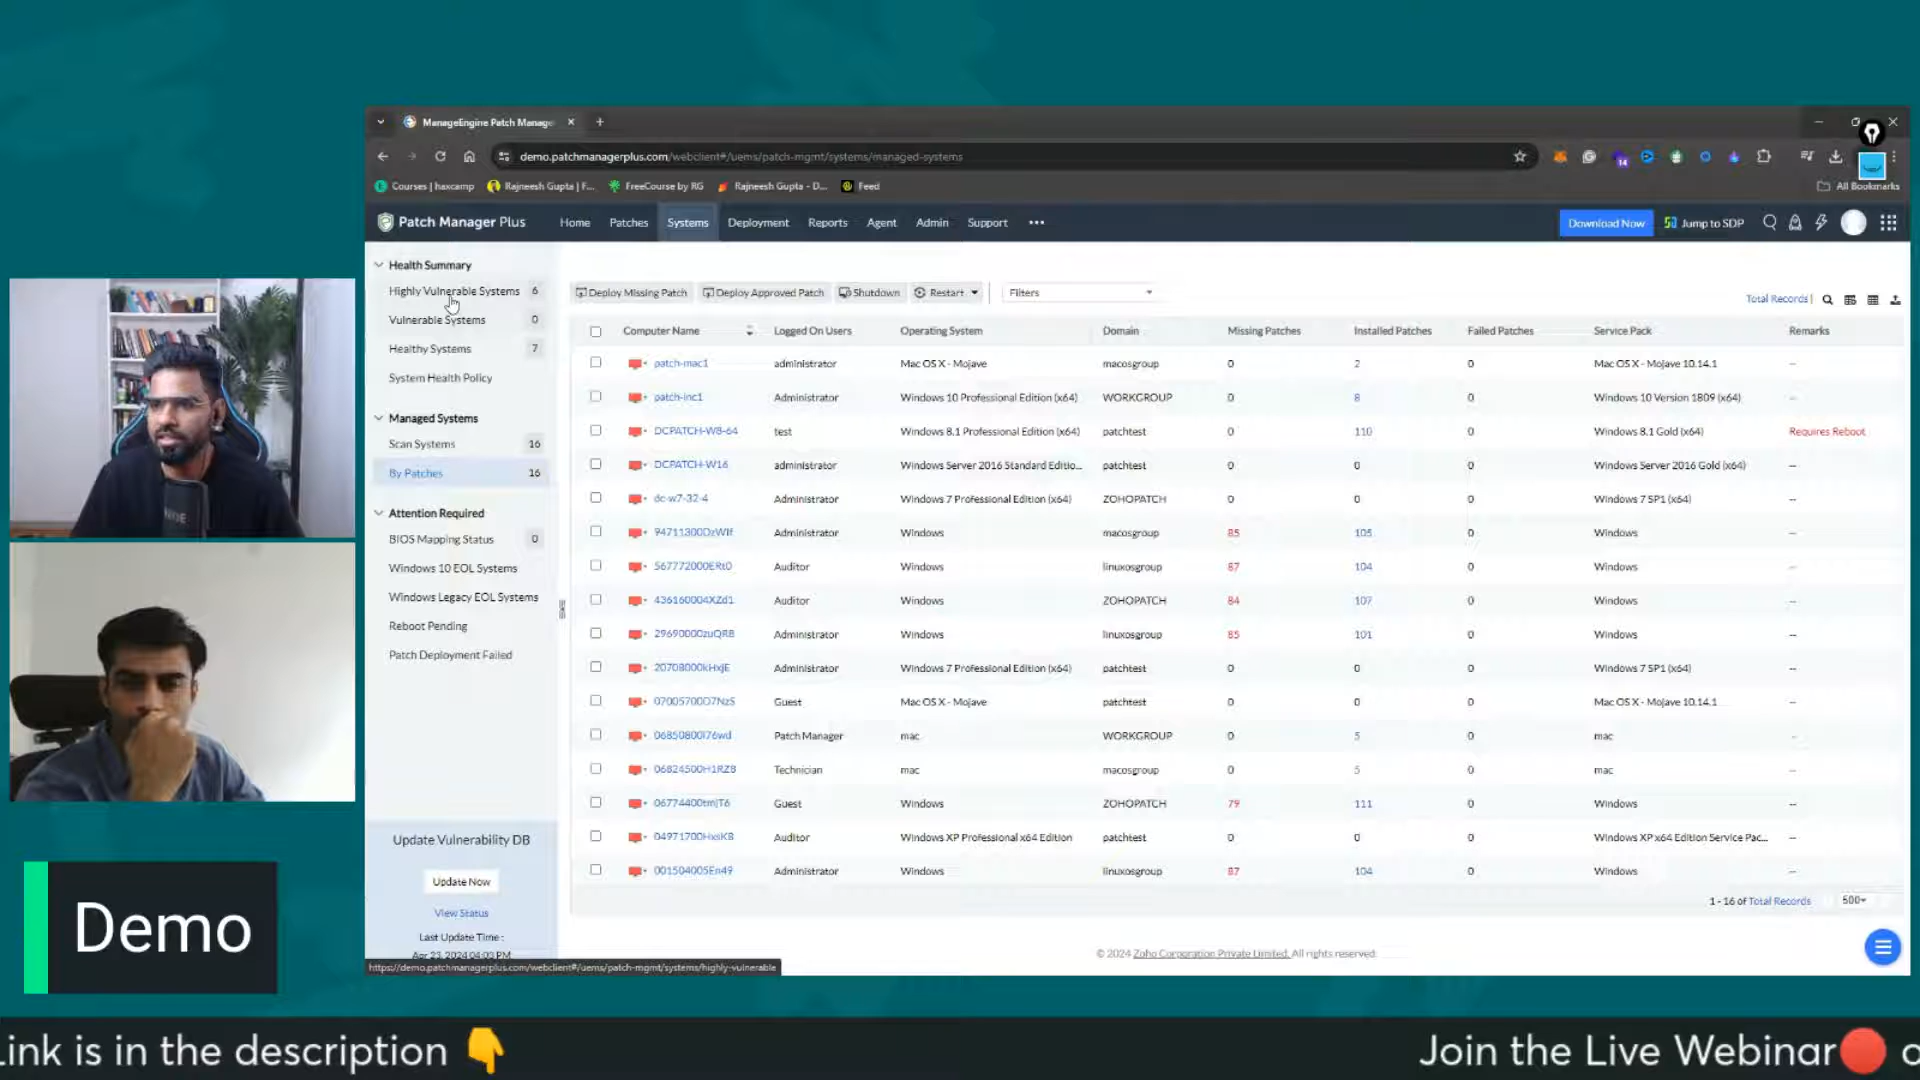 ManageEngine Patch Manage
demo.patchmanagerplus.com/webclient#/uems/patch-mgmt/systems/managed-systems
14
Courses | haxcamp
Rajneesh Gupta | F...
FreeCourse by RG
Rajneesh Gupta - D...
Feed
All Bookmarks
Patch Manager Plus
Home
Patches
Systems
Deployment
Reports
Agent
Admin
Support
Download Now
Jump to SDP
Health Summary
Highly Vulnerable Systems 6
Vulnerable Systems 0
Healthy Systems 7
System Health Policy
Managed Systems
Scan Systems 16
By Patches 16
Attention Required
BIOS Mapping Status 0
Windows 10 EOL Systems
Windows Legacy EOL Systems
Reboot Pending
Patch Deployment Failed
Update Vulnerability DB
Update Now
View Status
Last Update Time :
Apr 23, 2024 04:03 PM
Deploy Missing Patch
Deploy Approved Patch
Shutdown
Restart
Filters
Total Records |
Computer Name Logged On Users Operating System Domain Missing Patches Installed Patches Failed Patches Service Pack Remarks
patch-mac1 administrator Mac OS X - Mojave macosgroup 0 2 0 Mac OS X - Mojave 10.14.1 --
patch-inc1 Administrator Windows 10 Professional Edition (x64) WORKGROUP 0 8 0 Windows 10 Version 1809 (x64) --
DCPATCH-W8-64 test Windows 8.1 Professional Edition (x64) patchtest 0 110 0 Windows 8.1 Gold (x64) Requires Reboot
DCPATCH-W16 administrator Windows Server 2016 Standard Editio... patchtest 0 0 0 Windows Server 2016 Gold (x64) --
dc-w7-32-4 Administrator Windows 7 Professional Edition (x64) ZOHOPATCH 0 0 0 Windows 7 SP1 (x64) --
Administrator Windows macosgroup 85 105 0 Windows --
567772000ERt0 Auditor Windows linuxosgroup 87 104 0 Windows --
436160004XZd1 Auditor Windows ZOHOPATCH 84 107 0 Windows --
29690000zuQR8 Administrator Windows linuxosgroup 85 101 0 Windows --
20708000kHxjE Administrator Windows 7 Professional Edition (x64) patchtest 0 0 0 Windows 7 SP1 (x64) --
07005700D7NzS Guest Mac OS X - Mojave patchtest 0 0 0 Mac OS X - Mojave 10.14.1 --
Patch Manager mac WORKGROUP 0 5 0 mac --
06824500H1RZ8 Technician mac macosgroup 0 5 0 mac --
Guest Windows ZOHOPATCH 79 111 0 Windows --
Auditor Windows XP Professional x64 Edition patchtest 0 0 0 Windows XP x64 Edition Service Pac... --
001504005En49 Administrator Windows linuxosgroup 87 104 0 Windows --
1 - 16 of Total Records 500
© 2024 Zoho Corporation Private Limited. All rights reserved.
https://demo.patchmanagerplus.com/webclient#/uems/patch-mgmt/systems/highly-vulnerable
Demo
Link is in the description 👇
Join the Live Webinar🔴